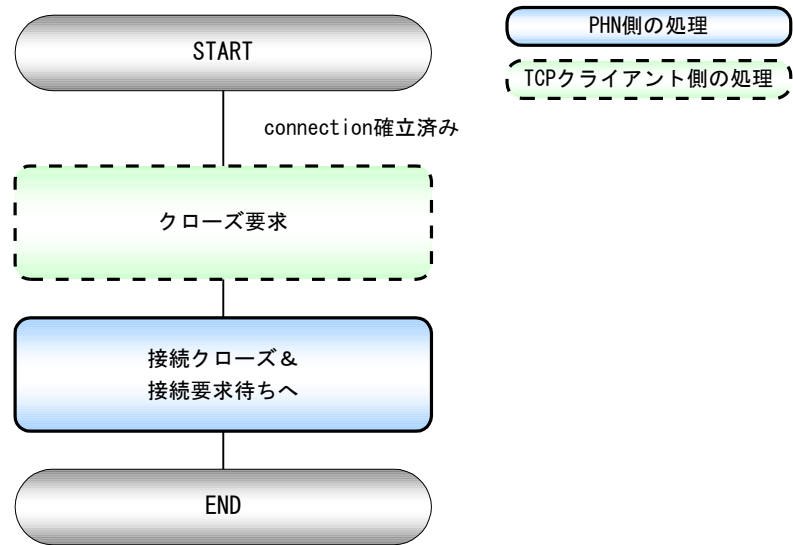 START
PHN側の処理
TCPクライアント側の処理
connection確立済み
クローズ要求
接続クローズ＆
接続要求待ちへ
END